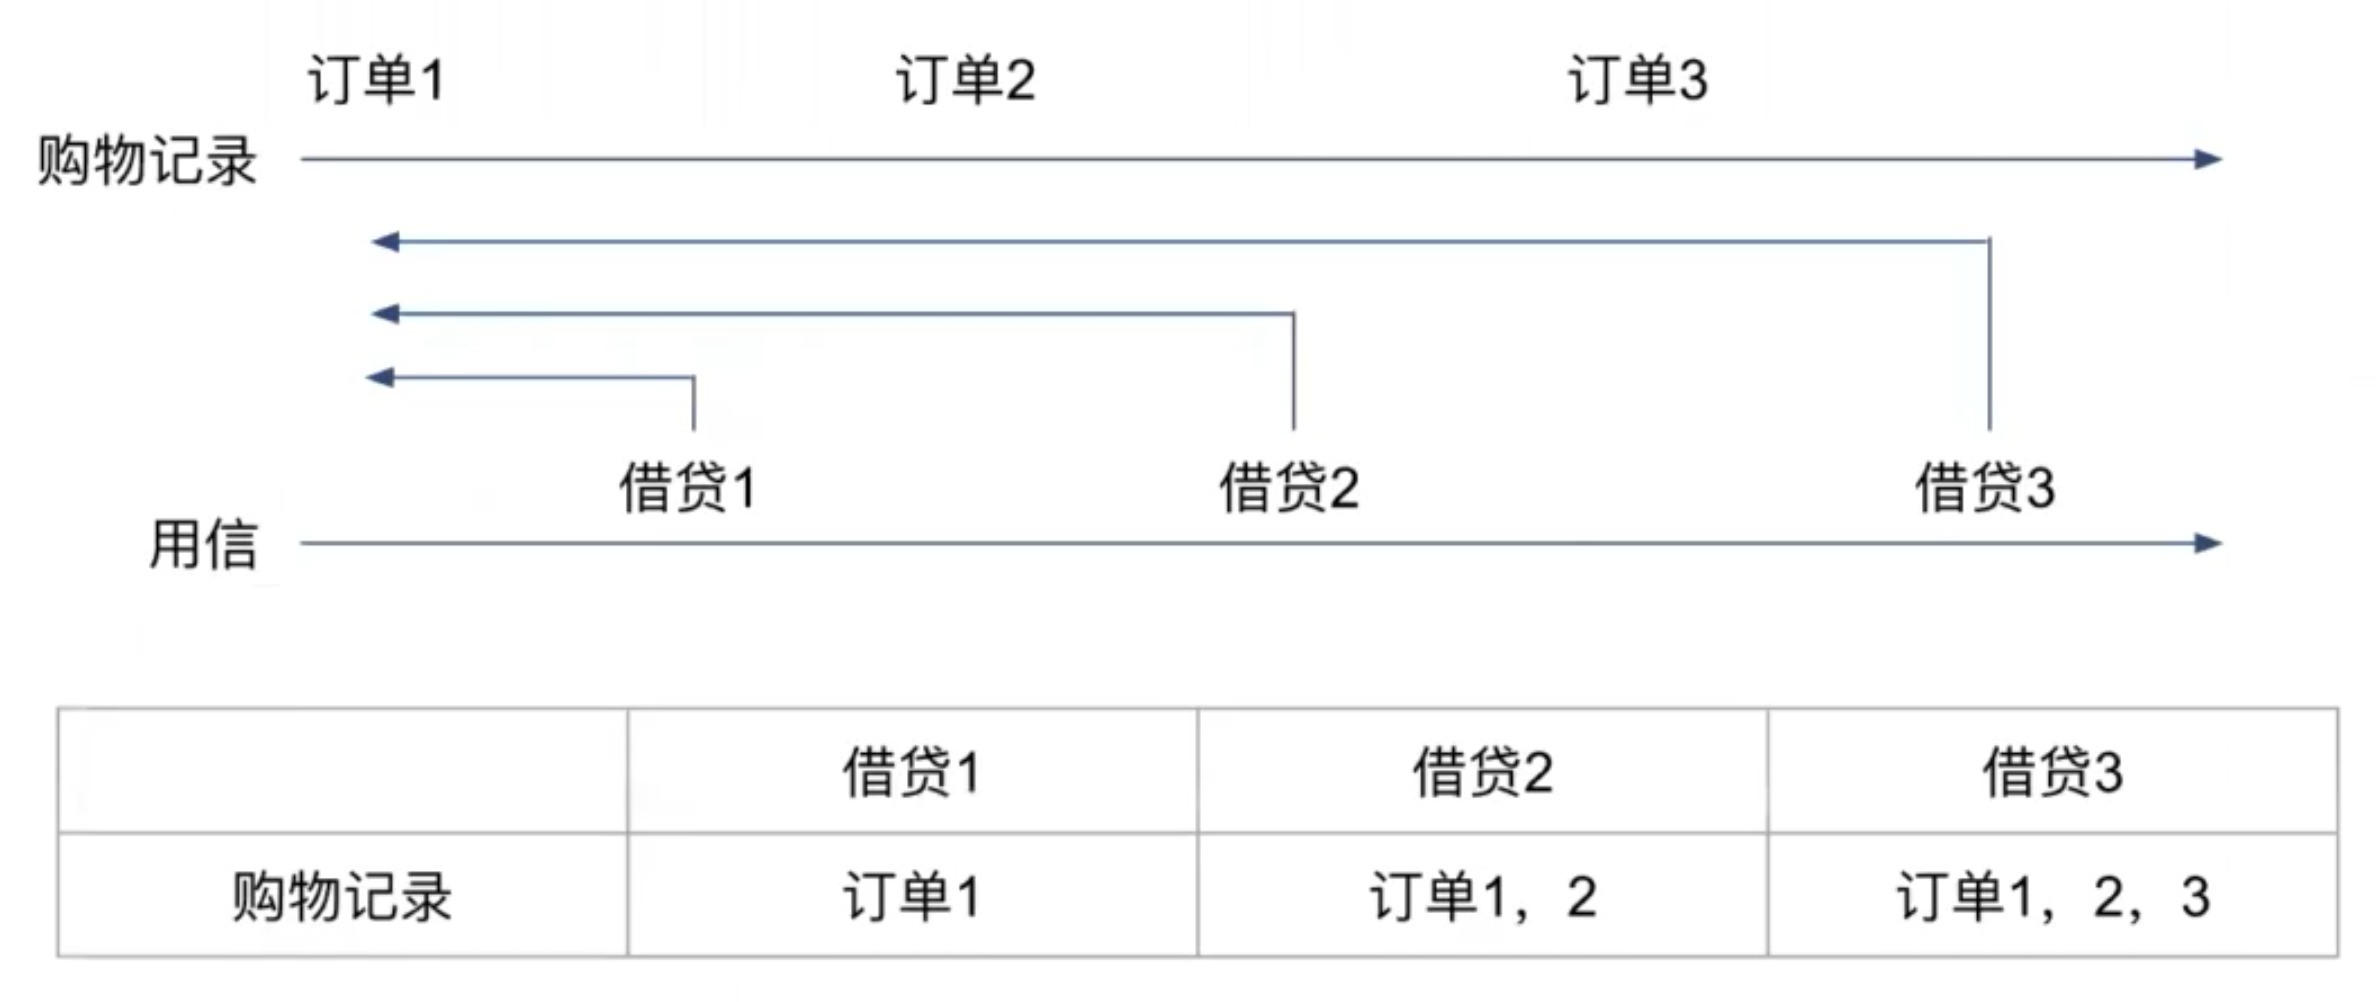 订单1 订单2 订单3
购物记录
借贷1 借贷2 借贷3
用信
借贷1 借贷2 借贷3
购物记录 订单1 订单1，2 订单1，2，3